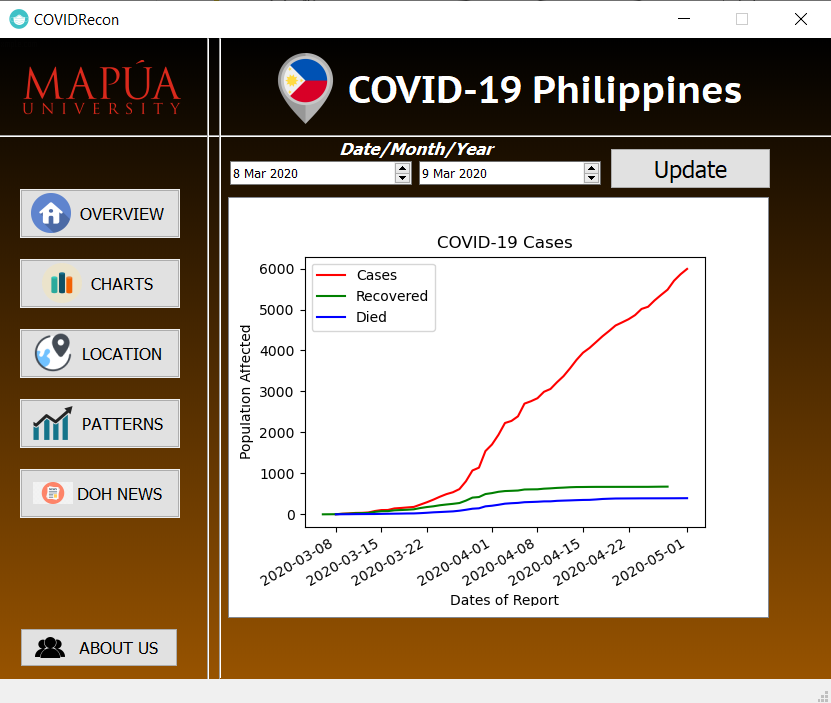 COVIDRecon
MAPÚA
UNIVERSITY
COVID-19 Philippines
Date/Month/Year
8 Mar 2020
9 Mar 2020
Update
OVERVIEW
CHARTS
LOCATION
PATTERNS
DOH NEWS
ABOUT US
COVID-19 Cases
Cases
Recovered
Died
Population Affected
6000
5000
4000
3000
2000
1000
0
2020-03-08
2020-03-15
2020-03-22
2020-04-01
2020-04-08
2020-04-15
2020-04-22
2020-05-01
Dates of Report